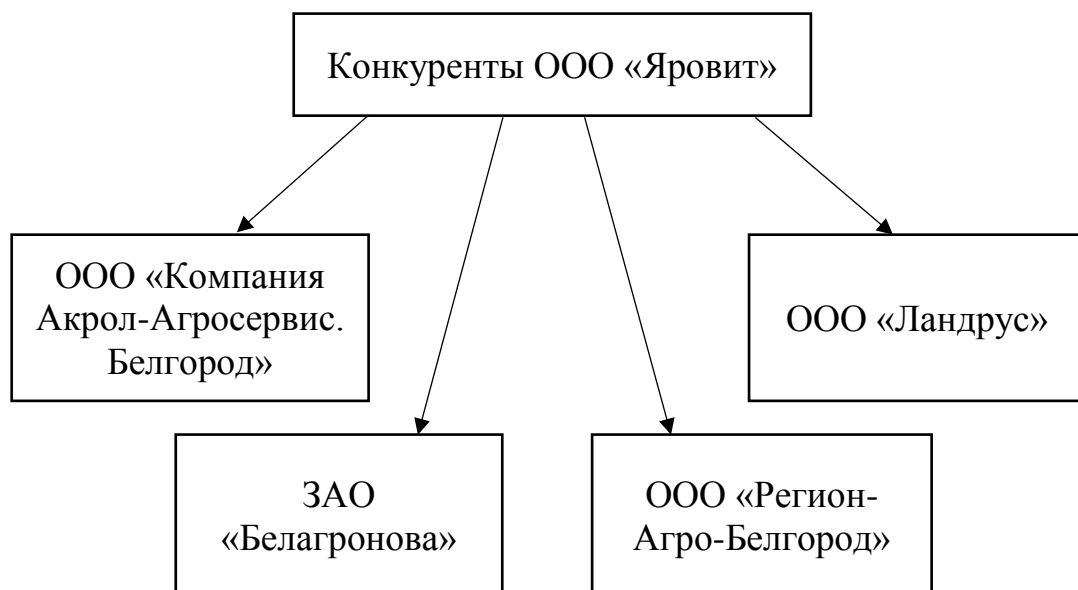 Конкуренты ООО «Яровит»
ООО «Компания
Акрол-Агросервис.
Белгород»
ООО «Ландрус»
ЗАО
«Белагронова»
ООО «Регион-
Агро-Белгород»